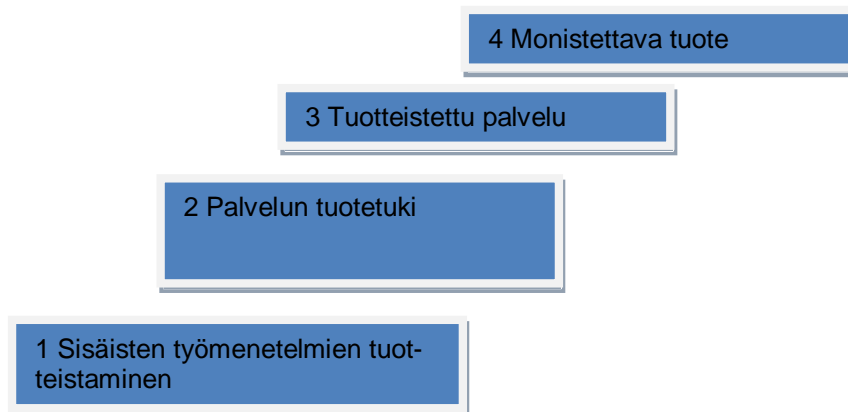 4 Monistettava tuote
3 Tuotteistettu palvelu
2 Palvelun tuotetuki
1 Sisäisten työmenetelmien tuot-
teistaminen